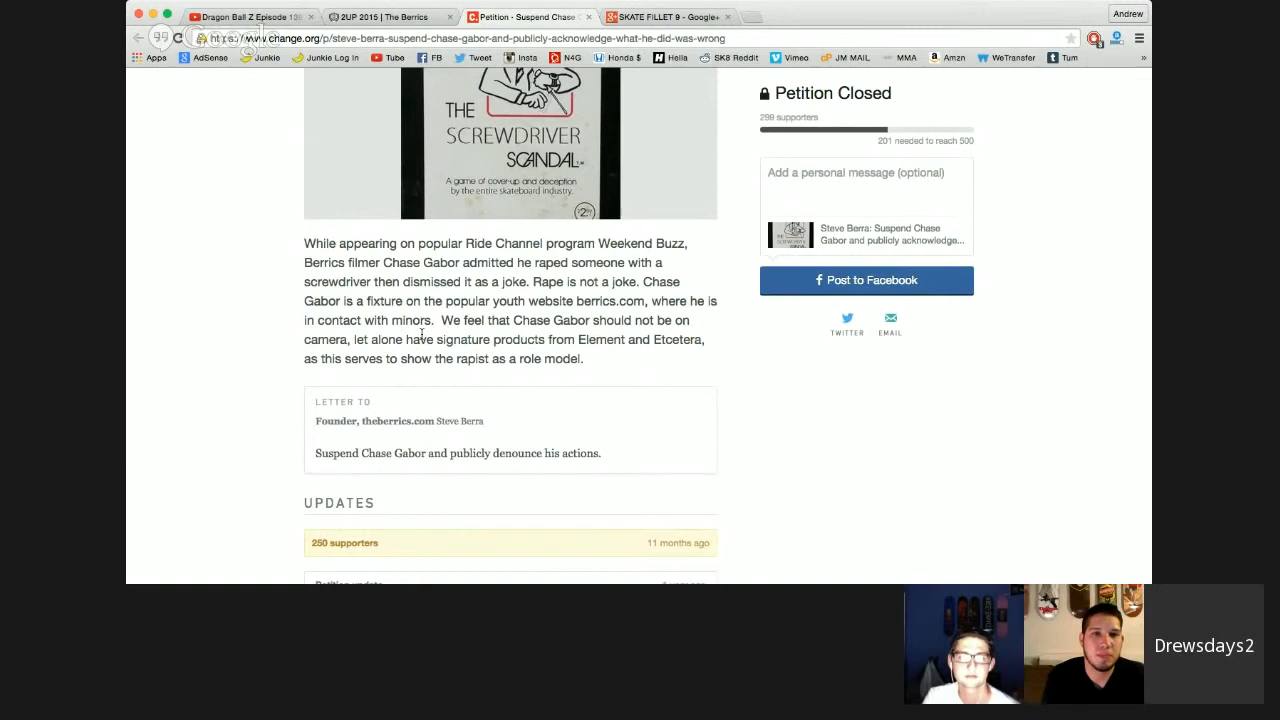 Dragon Ball Z Episode 138
2UP 2015 | The Berrics
Petition · Suspend Chase G
SKATE FILLET 9 - Google+
Andrew
Google
https://www.change.org/p/steve-berra-suspend-chase-gabor-and-publicly-acknowledge-what-he-did-was-wrong
Apps AdSense Junkie Junkie Log In Tube FB Tweet Insta N4G Honda $ Hella SK8 Reddit Vimeo JM MAIL MMA Amzn WeTransfer Tum »
THE
SCREWDRIVER
SCANDAL™
A game of cover-up and deception
by the entire skateboard industry.
While appearing on popular Ride Channel program Weekend Buzz,
Berrics filmer Chase Gabor admitted he raped someone with a
screwdriver then dismissed it as a joke. Rape is not a joke. Chase
Gabor is a fixture on the popular youth website berrics.com, where he is
in contact with minors. We feel that Chase Gabor should not be on
camera, let alone have signature products from Element and Etcetera,
as this serves to show the rapist as a role model.
LETTER TO
Founder, theberrics.com Steve Berra
Suspend Chase Gabor and publicly denounce his actions.
UPDATES
250 supporters 11 months ago
Petition update 1 year ago
Petition Closed
299 supporters
201 needed to reach 500
Add a personal message (optional)
Steve Berra: Suspend Chase
Gabor and publicly acknowledge...
Post to Facebook
TWITTER EMAIL
Drewsdays2